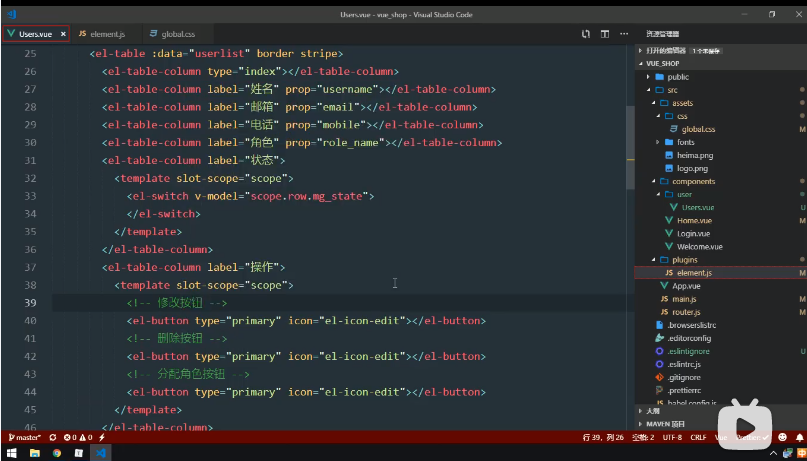 Users.vue - vue_shop - Visual Studio Code
Users.vue
element.js
global.css
资源管理器
25 <el-table :data="userlist" border stripe>
26 <el-table-column type="index"></el-table-column>
27 <el-table-column label="姓名" prop="username"></el-table-column>
28 <el-table-column label="邮箱" prop="email"></el-table-column>
29 <el-table-column label="电话" prop="mobile"></el-table-column>
30 <el-table-column label="角色" prop="role_name"></el-table-column>
31 <el-table-column label="状态">
32 <template slot-scope="scope">
33 <el-switch v-model="scope.row.mg_state">
34 </el-switch>
35 </template>
36 </el-table-column>
37 <el-table-column label="操作">
38 <template slot-scope="scope">
39 <!-- 修改按钮 -->
40 <el-button type="primary" icon="el-icon-edit"></el-button>
41 <!-- 删除按钮 -->
42 <el-button type="primary" icon="el-icon-edit"></el-button>
43 <!-- 分配角色按钮 -->
44 <el-button type="primary" icon="el-icon-edit"></el-button>
45 </template>
46 </el-table-column>
打开的编辑器 1 个未保存
VUE_SHOP
public
src
assets
css
global.css M
fonts
heima.png
logo.png
components
user
Users.vue U
Home.vue M
Login.vue
Welcome.vue
plugins
element.js M
App.vue
main.js M
router.js M
.browserslistrc
.editorconfig
.eslintignore U
.eslintrc.js
.gitignore
.prettierrc
babel.config.js
大纲
MAVEN 项目
master* 0 0 行 39, 列 26 空格: 2 UTF-8 CRLF Vue